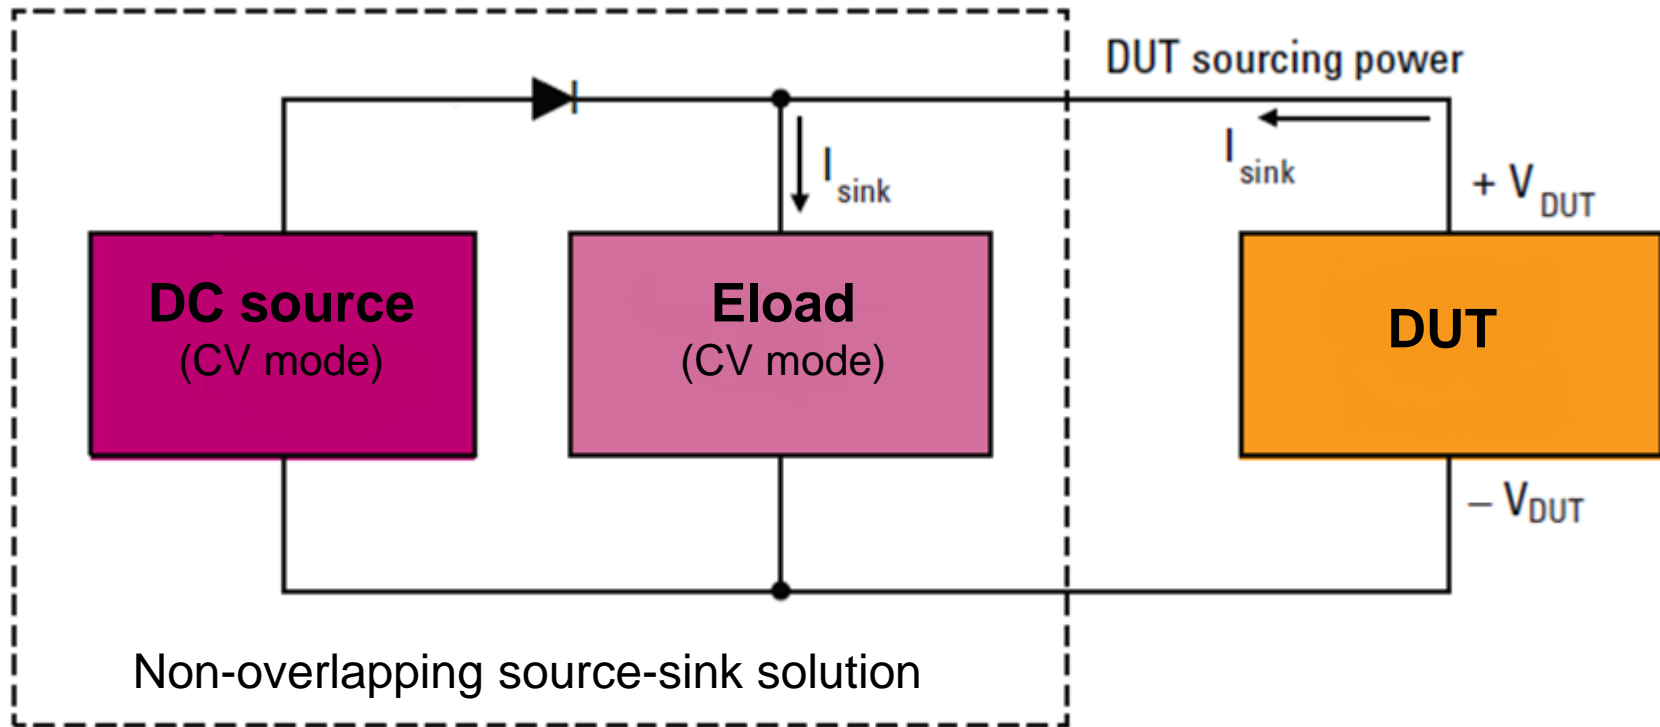 DUT sourcing power
I sink
I sink
+ V DUT
DC source
(CV mode)
Eload
(CV mode)
DUT
– VDUT
Non-overlapping source-sink solution